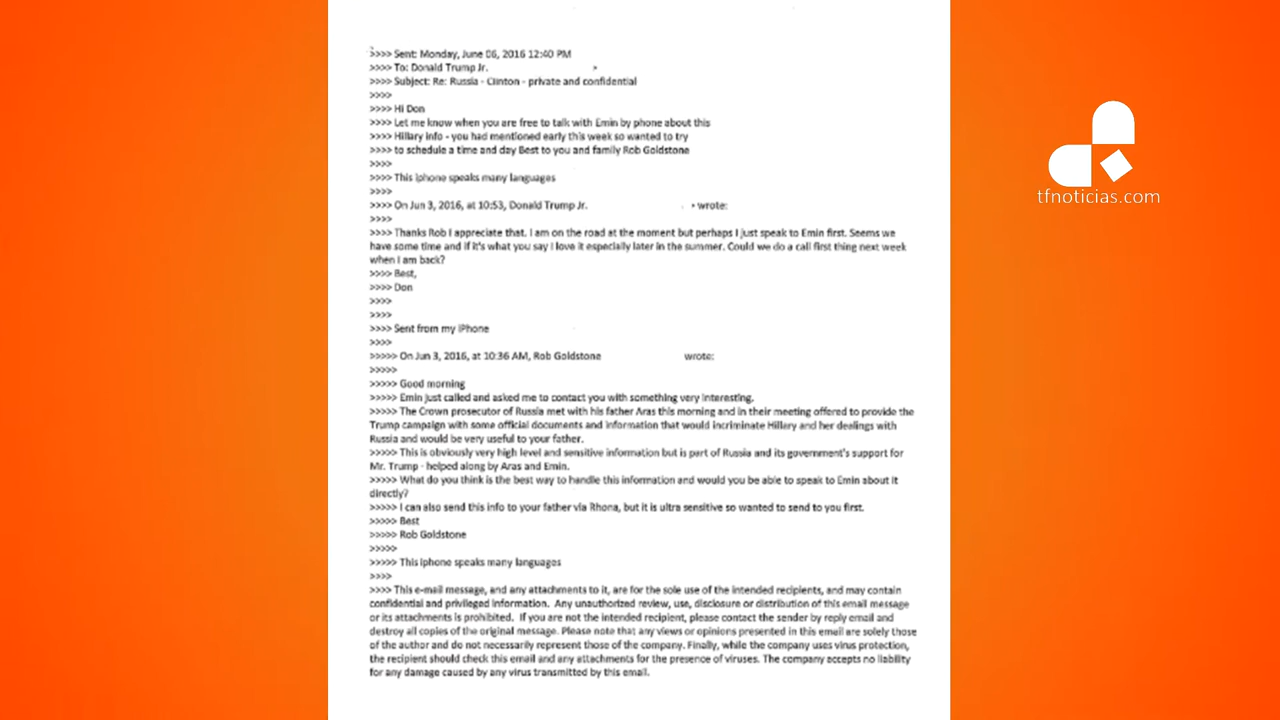 >>>> Sent: Monday, June 06, 2016 12:40 PM
>>>> To: Donald Trump Jr. >
>>>> Subject: Re: Russia - Clinton - private and confidential
>>>>
>>>> Hi Don
>>>> Let me know when you are free to talk with Emin by phone about this
>>>> Hillary info - you had mentioned early this week so wanted to try
>>>> to schedule a time and day Best to you and family Rob Goldstone
>>>>
>>>> This iphone speaks many languages
>>>>
>>>> On Jun 3, 2016, at 10:53, Donald Trump Jr. > wrote:
>>>>
>>>> Thanks Rob I appreciate that. I am on the road at the moment but perhaps I just speak to Emin first. Seems we
have some time and if it's what you say I love it especially later in the summer. Could we do a call first thing next week
when I am back?
>>>> Best,
>>>> Don
>>>>
>>>>
>>>> Sent from my iPhone
>>>>
>>>>> On Jun 3, 2016, at 10:36 AM, Rob Goldstone wrote:
>>>>>
>>>>> Good morning
>>>>> Emin just called and asked me to contact you with something very interesting.
>>>>> The Crown prosecutor of Russia met with his father Aras this morning and in their meeting offered to provide the
Trump campaign with some official documents and information that would incriminate Hillary and her dealings with
Russia and would be very useful to your father.
>>>>> This is obviously very high level and sensitive information but is part of Russia and its government's support for
Mr. Trump - helped along by Aras and Emin.
>>>>> What do you think is the best way to handle this information and would you be able to speak to Emin about it
directly?
>>>>> I can also send this info to your father via Rhona, but it is ultra sensitive so wanted to send to you first.
>>>>> Best
>>>>> Rob Goldstone
>>>>>
>>>>> This iphone speaks many languages
>>>>
>>>> This e-mail message, and any attachments to it, are for the sole use of the intended recipients, and may contain
confidential and privileged information. Any unauthorized review, use, disclosure or distribution of this email message
or its attachments is prohibited. If you are not the intended recipient, please contact the sender by reply email and
destroy all copies of the original message. Please note that any views or opinions presented in this email are solely those
of the author and do not necessarily represent those of the company. Finally, while the company uses virus protection,
the recipient should check this email and any attachments for the presence of viruses. The company accepts no liability
for any damage caused by any virus transmitted by this email.
tfnoticias.com